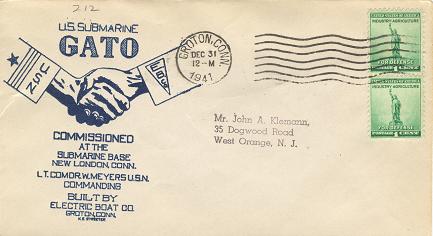 212
U.S. SUBMARINE
GATO
USN
COMMISSIONED
AT THE
SUBMARINE BASE
NEW LONDON, CONN.
LT. COMDR. W. MEYERS U.S.N.
COMMANDING
BUILT BY
ELECTRIC BOAT CO.
GROTON, CONN.
K.E. STREETER
GROTON, CONN.
DEC 31
12-M
1941
Mr. John A. Klemann,
35 Dogwood Road
West Orange, N. J.
UNITED STATES OF AMERICA
INDUSTRY AGRICULTURE
FOR DEFENSE
1 CENT
UNITED STATES OF AMERICA
INDUSTRY AGRICULTURE
FOR DEFENSE
POSTAGE 1 CENT